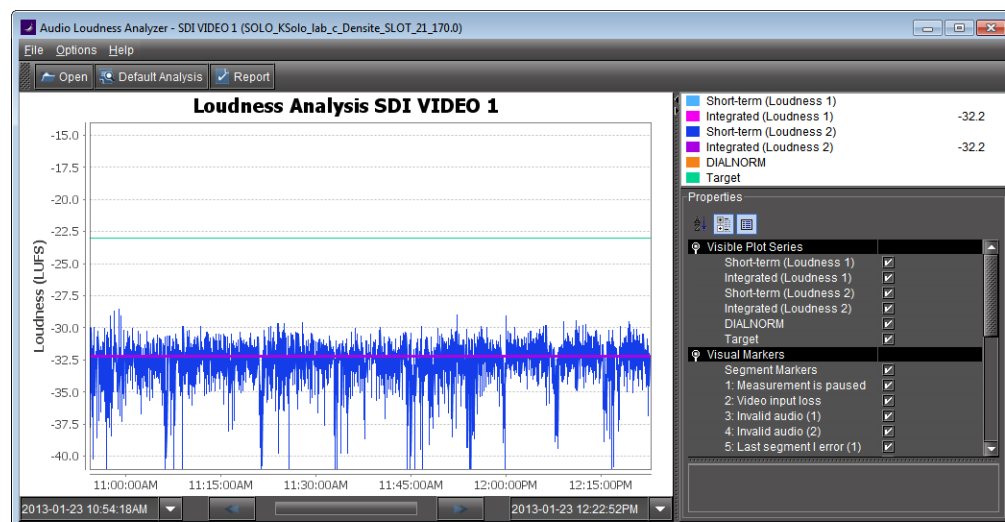 Audio Loudness Analyzer - SDI VIDEO 1 (SOLO_KSolo_lab_c_Densite_SLOT_21_170.0)
File Options Help
Open Default Analysis Report
Loudness Analysis SDI VIDEO 1
Loudness (LUFS)
-15.0
-17.5
-20.0
-22.5
-25.0
-27.5
-30.0
-32.5
-35.0
-37.5
-40.0
11:00:00AM 11:15:00AM 11:30:00AM 11:45:00AM 12:00:00PM 12:15:00PM
2013-01-23 10:54:18AM 2013-01-23 12:22:52PM
Short-term (Loudness 1)
Integrated (Loudness 1) -32.2
Short-term (Loudness 2)
Integrated (Loudness 2) -32.2
DIALNORM
Target
Properties
Visible Plot Series
Short-term (Loudness 1)
Integrated (Loudness 1)
Short-term (Loudness 2)
Integrated (Loudness 2)
DIALNORM
Target
Visual Markers
Segment Markers
1: Measurement is paused
2: Video input loss
3: Invalid audio (1)
4: Invalid audio (2)
5: Last segment I error (1)